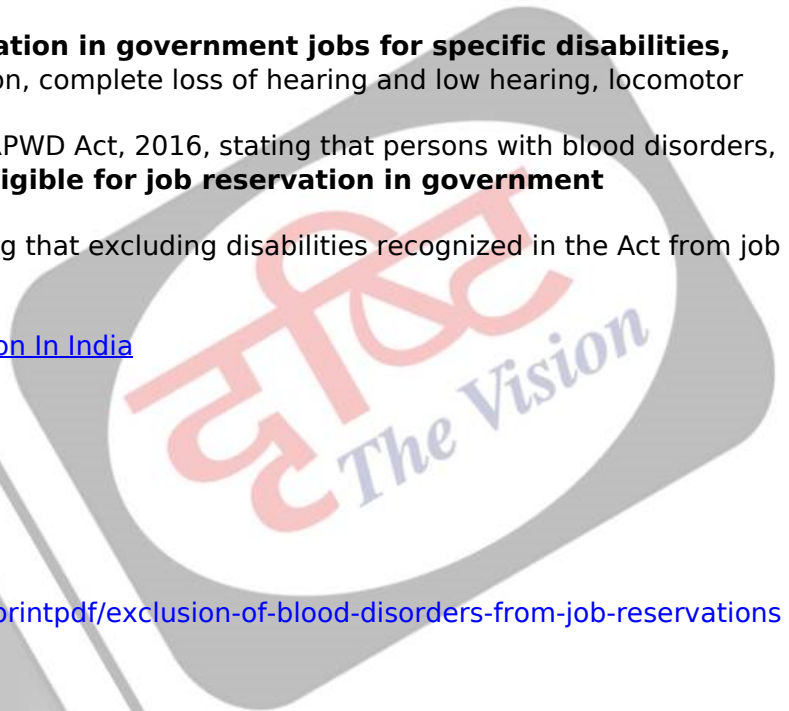 ation in government jobs for specific disabilities,
on, complete loss of hearing and low hearing, locomotor
PWD Act, 2016, stating that persons with blood disorders,
igible for job reservation in government
g that excluding disabilities recognized in the Act from job
on In India
दृष्टि
The Vision
printpdf/exclusion-of-blood-disorders-from-job-reservations